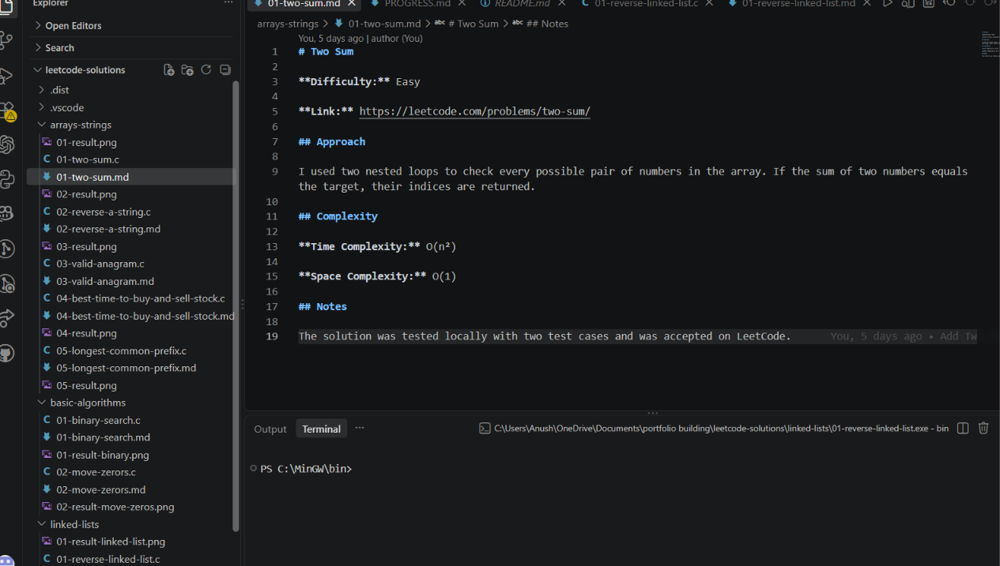 Explorer
Open Editors
Search
leetcode-solutions
.dist
.vscode
arrays-strings
01-result.png
01-two-sum.c
01-two-sum.md
02-result.png
02-reverse-a-string.c
02-reverse-a-string.md
03-result.png
03-valid-anagram.c
03-valid-anagram.md
04-best-time-to-buy-and-sell-stock.c
04-best-time-to-buy-and-sell-stock.md
04-result.png
05-longest-common-prefix.c
05-longest-common-prefix.md
05-result.png
basic-algorithms
01-binary-search.c
01-binary-search.md
01-result-binary.png
02-move-zerors.c
02-move-zerors.md
02-result-move-zeros.png
linked-lists
01-result-linked-list.png
01-reverse-linked-list.c
01-two-sum.md PROGRESS.md README.md 01-reverse-linked-list.c 01-reverse-linked-list.md
arrays-strings > 01-two-sum.md > # Two Sum > ## Notes
You, 5 days ago | author (You)
1 # Two Sum
2
3 **Difficulty:** Easy
4
5 **Link:** https://leetcode.com/problems/two-sum/
6
7 ## Approach
8
9 I used two nested loops to check every possible pair of numbers in the array. If the sum of two numbers equals
the target, their indices are returned.
10
11 ## Complexity
12
13 **Time Complexity:** O(n²)
14
15 **Space Complexity:** O(1)
16
17 ## Notes
18
19 The solution was tested locally with two test cases and was accepted on LeetCode. You, 5 days ago • Add Tw
Output Terminal ··· C:\Users\Anush\OneDrive\Documents\portfolio building\leetcode-solutions\linked-lists\01-reverse-linked-list.exe - bin
PS C:\MinGW\bin>